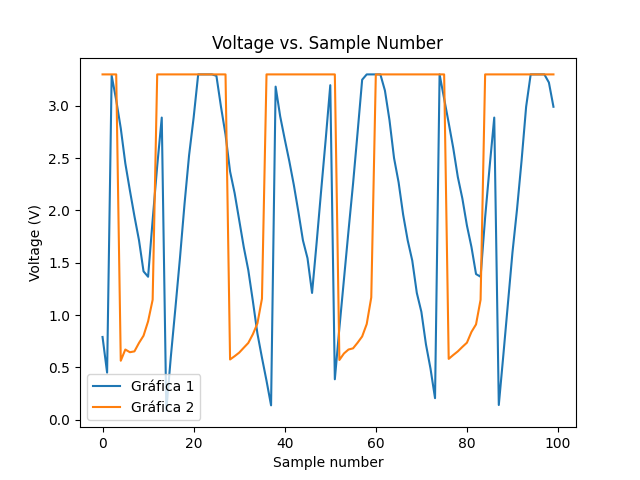 Voltage vs. Sample Number
Voltage (V)
3.0
2.5
2.0
1.5
1.0
0.5
0.0
Gráfica 1
Gráfica 2
0 20 40 60 80 100
Sample number